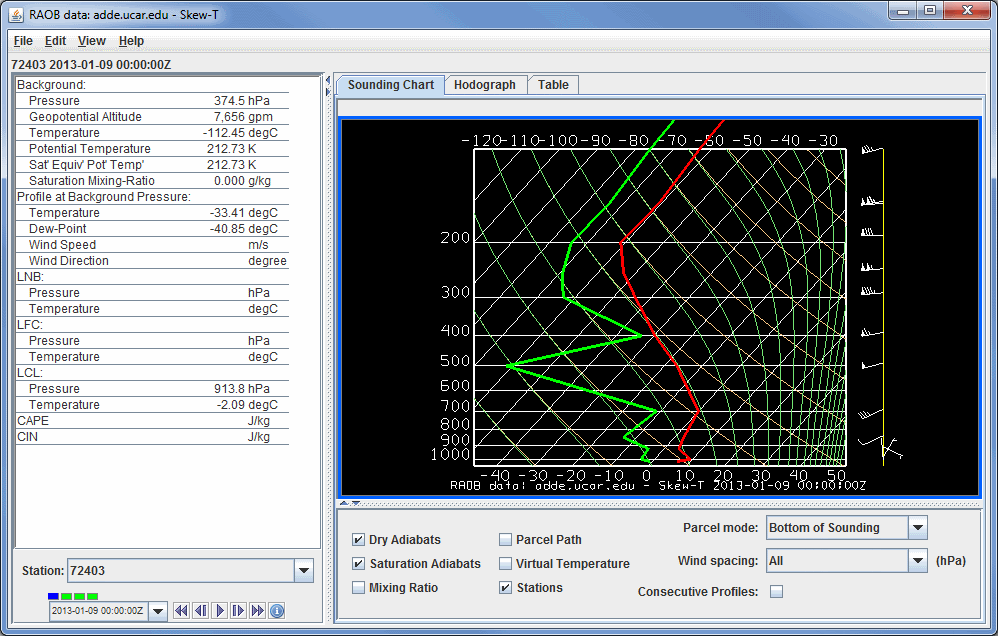 RAOB data: adde.ucar.edu - Skew-T
File Edit View Help
72403 2013-01-09 00:00:00Z
Background:
Pressure 374.5 hPa
Geopotential Altitude 7,656 gpm
Temperature -112.45 degC
Potential Temperature 212.73 K
Sat' Equiv' Pot' Temp' 212.73 K
Saturation Mixing-Ratio 0.000 g/kg
Profile at Background Pressure:
Temperature -33.41 degC
Dew-Point -40.85 degC
Wind Speed m/s
Wind Direction degree
LNB:
Pressure hPa
Temperature degC
LFC:
Pressure hPa
Temperature degC
LCL:
Pressure 913.8 hPa
Temperature -2.09 degC
CAPE J/kg
CIN J/kg
Station: 72403
2013-01-09 00:00:00Z
Sounding Chart Hodograph Table
-120 -110 -100 -90 -80 -70 -60 -50 -40 -30
200
300
400
500
600
700
800
900
1000
-40 -30 -20 -10 0 10 20 30 40 50
RAOB data: adde.ucar.edu - Skew-T 2013-01-09 00:00:00Z
Dry Adiabats Parcel Path Parcel mode: Bottom of Sounding
Saturation Adiabats Virtual Temperature Wind spacing: All (hPa)
Mixing Ratio Stations Consecutive Profiles: